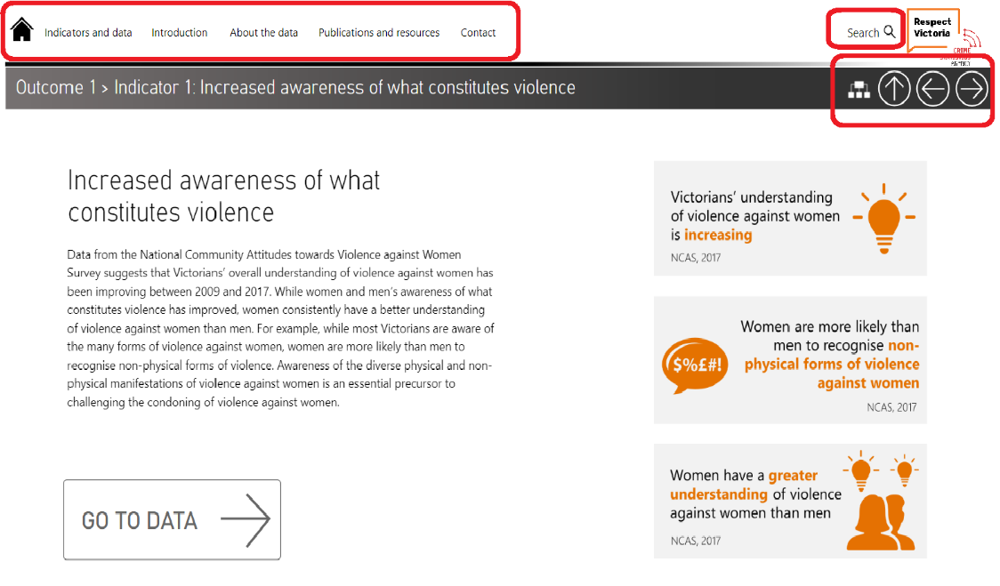 Indicators and data Introduction About the data Publications and resources Contact
Search
Respect
Victoria
CRIME
STATISTICS
AGENCY
Outcome 1 > Indicator 1: Increased awareness of what constitutes violence
Increased awareness of what
constitutes violence
Data from the National Community Attitudes towards Violence against Women
Survey suggests that Victorians’ overall understanding of violence against women has
been improving between 2009 and 2017. While women and men’s awareness of what
constitutes violence has improved, women consistently have a better understanding
of violence against women than men. For example, while most Victorians are aware of
the many forms of violence against women, women are more likely than men to
recognise non-physical forms of violence. Awareness of the diverse physical and non-
physical manifestations of violence against women is an essential precursor to
challenging the condoning of violence against women.
GO TO DATA
Victorians’ understanding
of violence against women
is increasing
NCAS, 2017
$%£#!
Women are more likely than
men to recognise non-
physical forms of violence
against women
NCAS, 2017
Women have a greater
understanding of violence
against women than men
NCAS, 2017